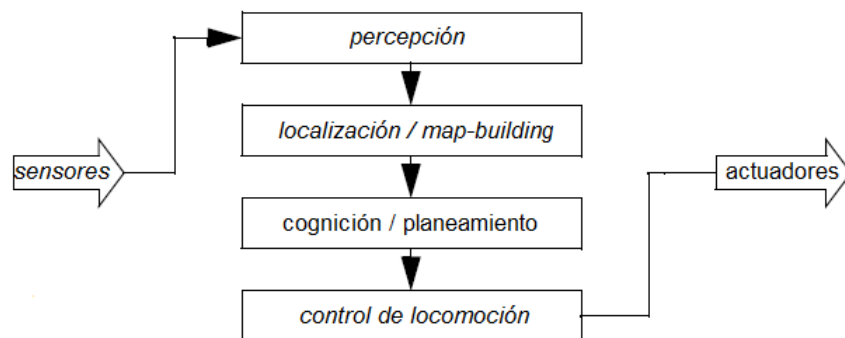 percepción
localización / map-building
sensores
actuadores
cognición / planeamiento
control de locomoción